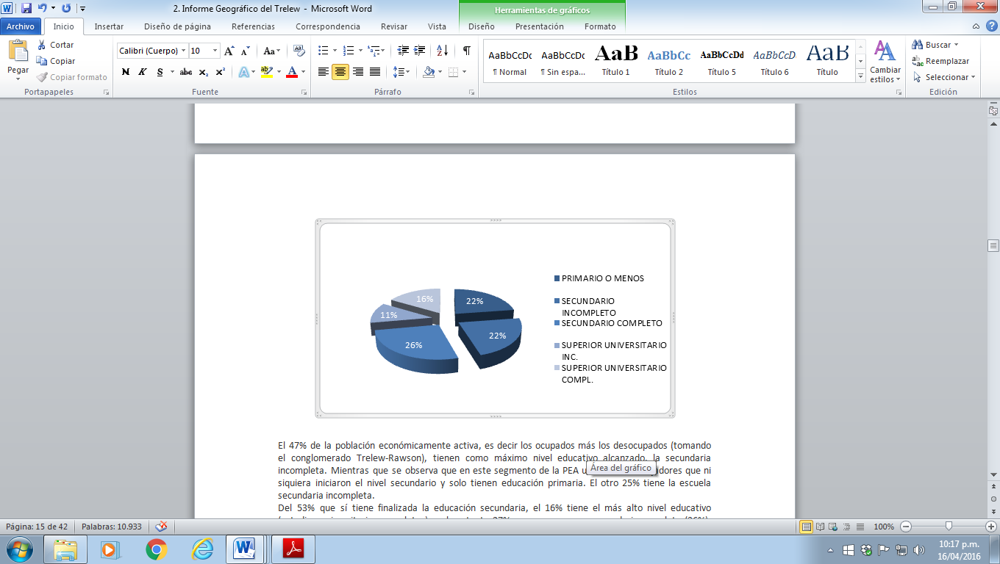 2. Informe Geográfico del Trelew - Microsoft Word
Herramientas de gráficos
Archivo Inicio Insertar Diseño de página Referencias Correspondencia Revisar Vista Diseño Presentación Formato
Pegar
Cortar
Copiar
Copiar formato
Portapapeles
Calibri (Cuerpo) 10
N K S abc x₂ x²
Fuente
Párrafo
AaBbCcDc AaBbCcDc AaB AaBbCc AaBbCcDd AaBbCcD AaB
¶ Normal ¶ Sin espa... Título 1 Título 2 Título 5 Título 6 Título
Estilos
Cambiar
estilos
Buscar
Reemplazar
Seleccionar
Edición
16%
22%
11%
22%
26%
PRIMARIO O MENOS
SECUNDARIO
INCOMPLETO
SECUNDARIO COMPLETO
SUPERIOR UNIVERSITARIO
INC.
SUPERIOR UNIVERSITARIO
COMPL.
El 47% de la población económicamente activa, es decir los ocupados más los desocupados (tomando
el conglomerado Trelew-Rawson), tienen como máximo nivel educativo alcanzado, la secundaria
incompleta. Mientras que se observa que en este segmento de la PEA que ni
Área del gráfico
siquiera iniciaron el nivel secundario y solo tienen educación primaria. El otro 25% tiene la escuela
secundaria incompleta.
Del 53% que sí tiene finalizada la educación secundaria, el 16% tiene el más alto nivel educativo
Página: 15 de 42 Palabras: 10.933 100%
10:17 p.m.
16/04/2016